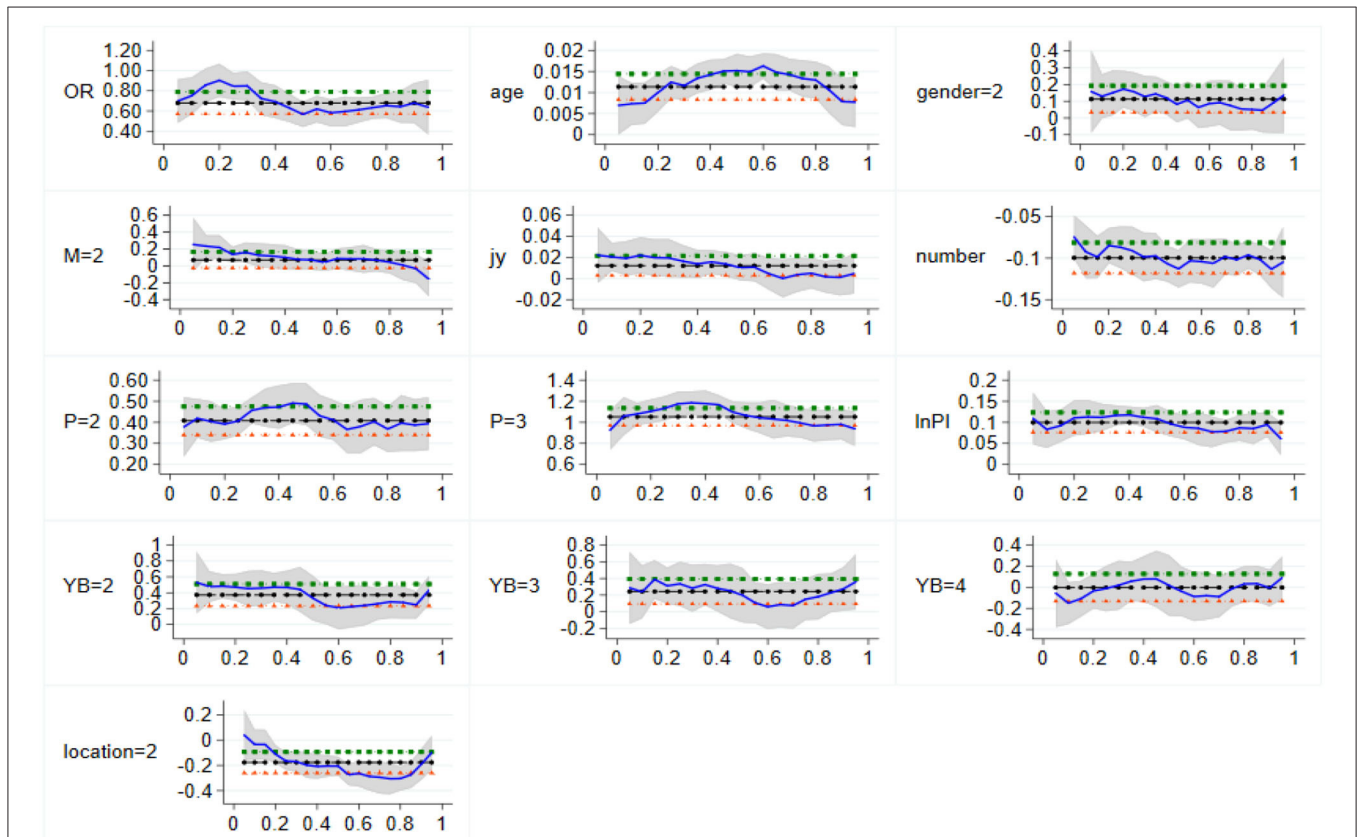 1.20
1.00
OR 0.80
0.60
0.40
0 0.2 0.4 0.6 0.8 1
0.02
0.015
age 0.01
0.005
0
0 0.2 0.4 0.6 0.8 1
0.4
0.3
gender=2 0.2
0.1
0
-0.1
0 0.2 0.4 0.6 0.8 1
0.6
0.4
M=2 0.2
0
-0.2
-0.4
0 0.2 0.4 0.6 0.8 1
0.06
0.04
jy 0.02
0
-0.02
0 0.2 0.4 0.6 0.8 1
-0.05
number -0.1
-0.15
0 0.2 0.4 0.6 0.8 1
0.60
0.50
P=2 0.40
0.30
0.20
0 0.2 0.4 0.6 0.8 1
1.4
1.2
P=3 1
0.8
0.6
0 0.2 0.4 0.6 0.8 1
0.2
0.15
lnPI 0.1
0.05
0
0 0.2 0.4 0.6 0.8 1
1
0.8
0.6
YB=2 0.4
0.2
0
0 0.2 0.4 0.6 0.8 1
0.8
0.6
YB=3 0.4
0.2
0
-0.2
0 0.2 0.4 0.6 0.8 1
0.4
0.2
YB=4 0
-0.2
-0.4
0 0.2 0.4 0.6 0.8 1
0.2
0
location=2 -0.2
-0.4
0 0.2 0.4 0.6 0.8 1